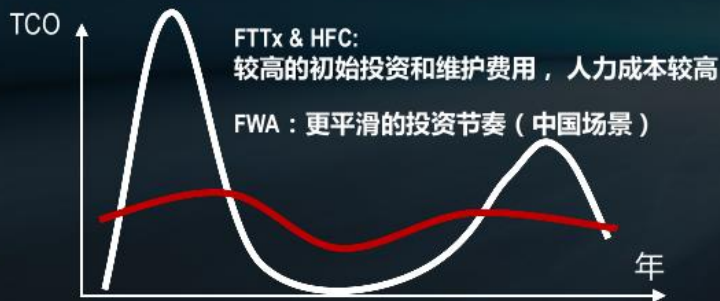 TCO
FTTx & HFC:
较高的初始投资和维护费用，人力成本较高
FWA：更平滑的投资节奏（中国场景）
年